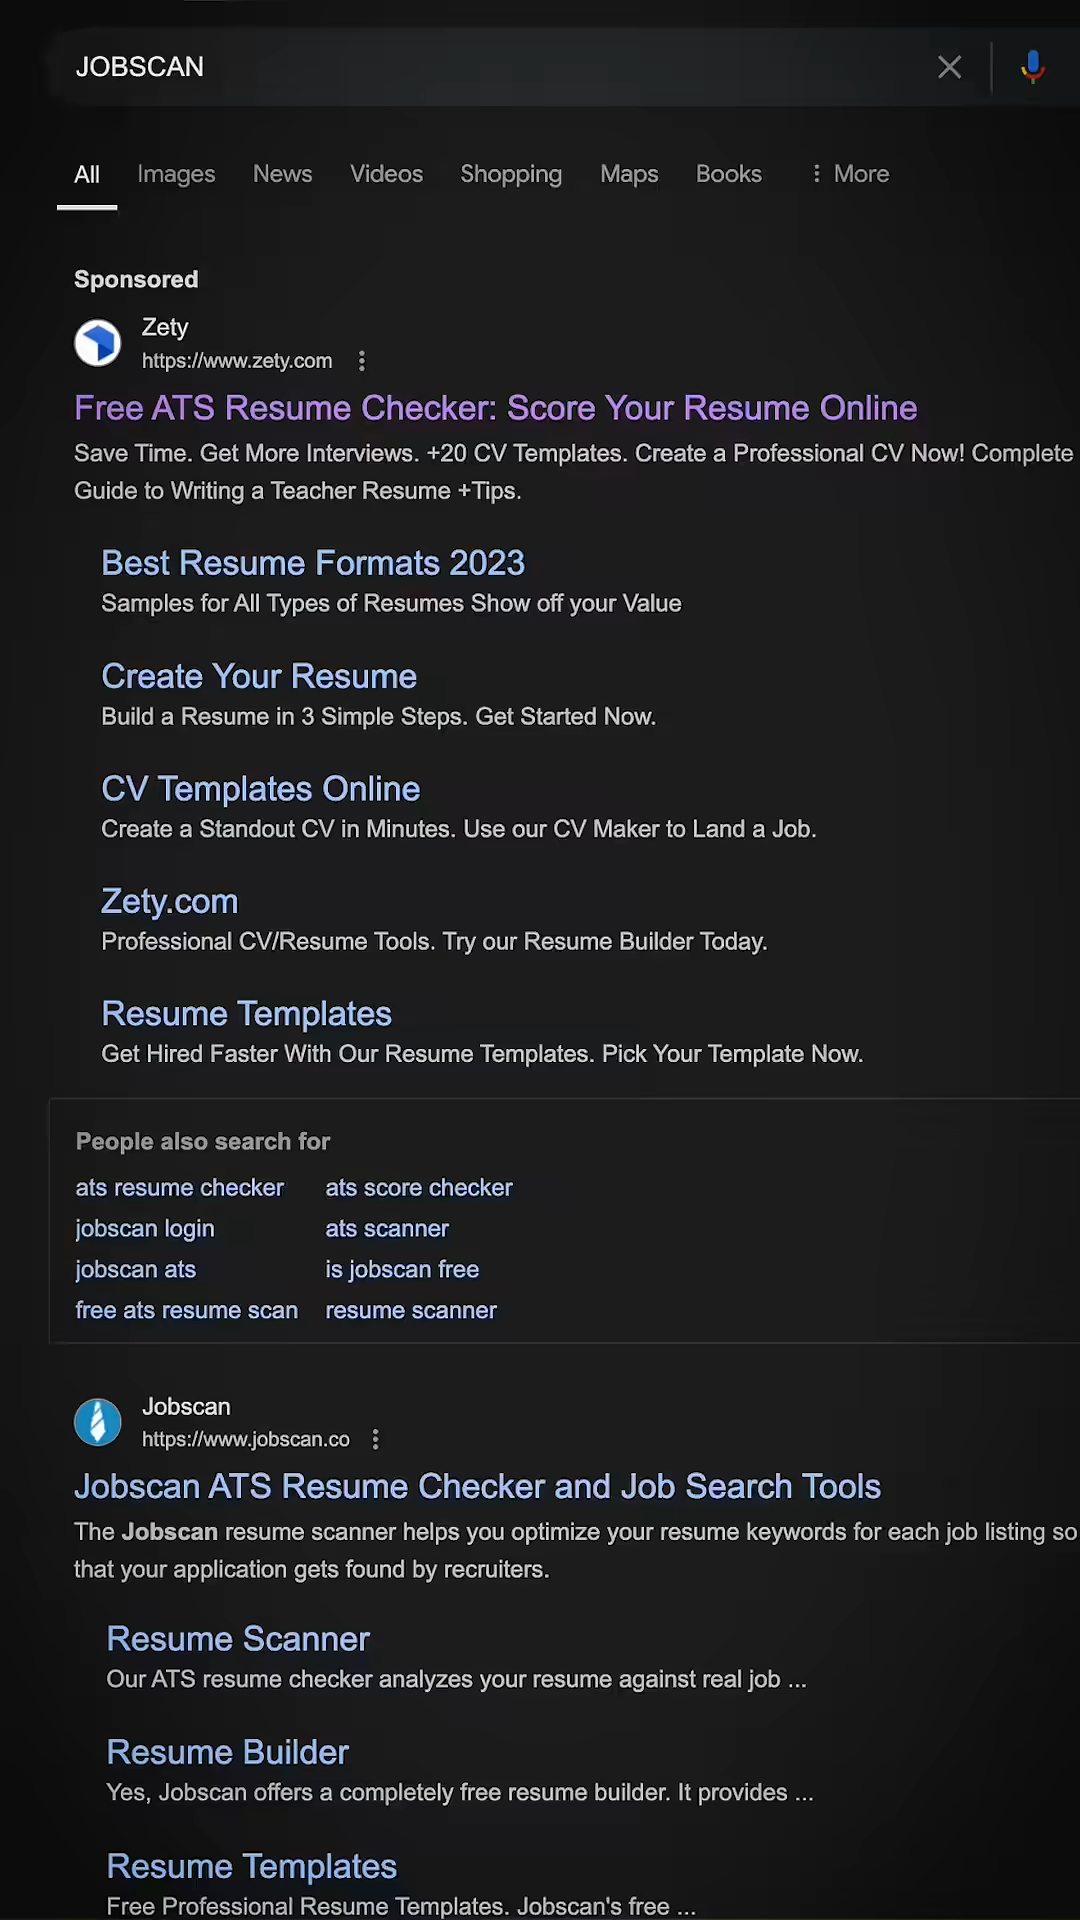 JOBSCAN
All Images News Videos Shopping Maps Books More
Sponsored
Zety
https://www.zety.com
Free ATS Resume Checker: Score Your Resume Online
Save Time. Get More Interviews. +20 CV Templates. Create a Professional CV Now! Complete
Guide to Writing a Teacher Resume +Tips.
Best Resume Formats 2023
Samples for All Types of Resumes Show off your Value
Create Your Resume
Build a Resume in 3 Simple Steps. Get Started Now.
CV Templates Online
Create a Standout CV in Minutes. Use our CV Maker to Land a Job.
Zety.com
Professional CV/Resume Tools. Try our Resume Builder Today.
Resume Templates
Get Hired Faster With Our Resume Templates. Pick Your Template Now.
People also search for
ats resume checker ats score checker
jobscan login ats scanner
jobscan ats is jobscan free
free ats resume scan resume scanner
Jobscan
https://www.jobscan.co
Jobscan ATS Resume Checker and Job Search Tools
The Jobscan resume scanner helps you optimize your resume keywords for each job listing so
that your application gets found by recruiters.
Resume Scanner
Our ATS resume checker analyzes your resume against real job ...
Resume Builder
Yes, Jobscan offers a completely free resume builder. It provides ...
Resume Templates
Free Professional Resume Templates. Jobscan's free ...